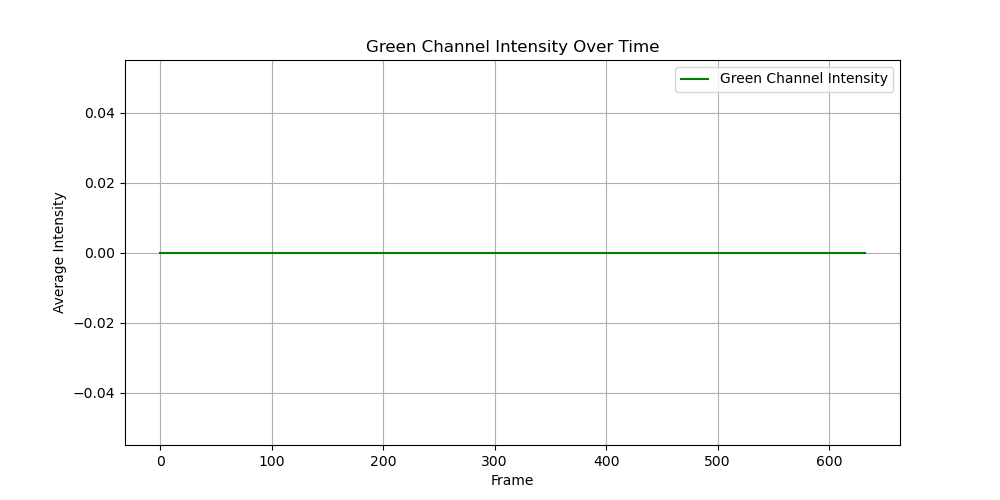 Green Channel Intensity Over Time
Green Channel Intensity
0.04
0.02
0.00
−0.02
−0.04
Average Intensity
0 100 200 300 400 500 600
Frame